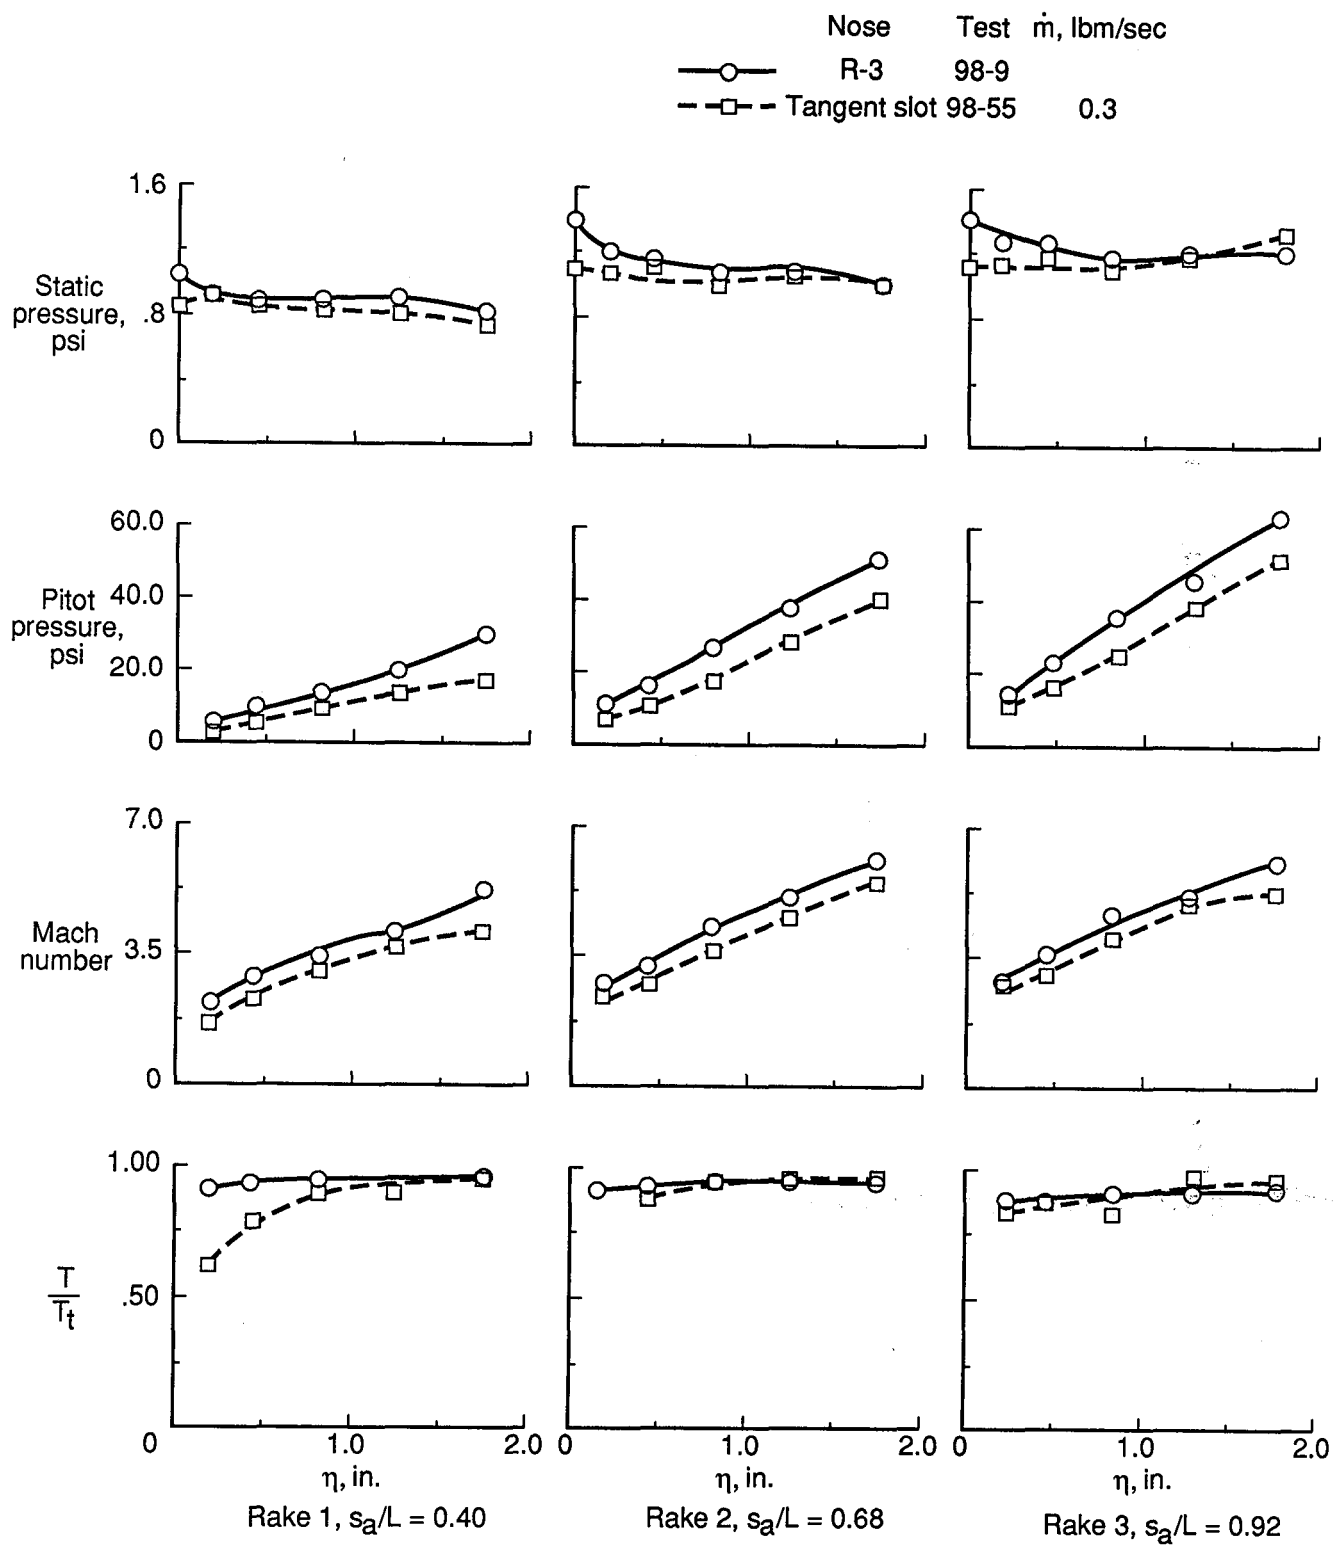 Nose Test ṁ, lbm/sec
R-3 98-9
Tangent slot 98-55 0.3
1.6
Static
pressure,
psi
.8
0
60.0
Pitot
pressure,
psi
40.0
20.0
0
7.0
Mach
number
3.5
0
1.00
T
Tt
.50
0 1.0 2.0 0 1.0 2.0 0 1.0 2.0
η, in. η, in. η, in.
Rake 1, sa/L = 0.40 Rake 2, sa/L = 0.68 Rake 3, sa/L = 0.92